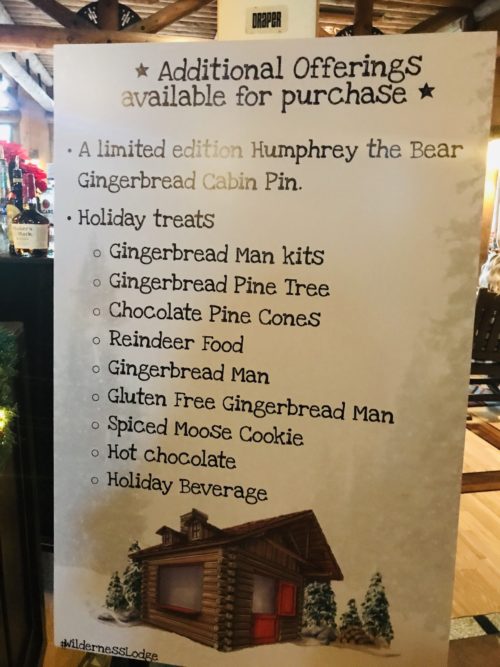 DRAPER
★ Additional Offerings
available for purchase ★
• A limited edition Humphrey the Bear
Gingerbread Cabin Pin.
• Holiday treats
○ Gingerbread Man kits
○ Gingerbread Pine Tree
○ Chocolate Pine Cones
○ Reindeer Food
○ Gingerbread Man
○ Gluten Free Gingerbread Man
○ Spiced Moose Cookie
○ Hot chocolate
○ Holiday Beverage
#WildernessLodge
Maker's
Mark